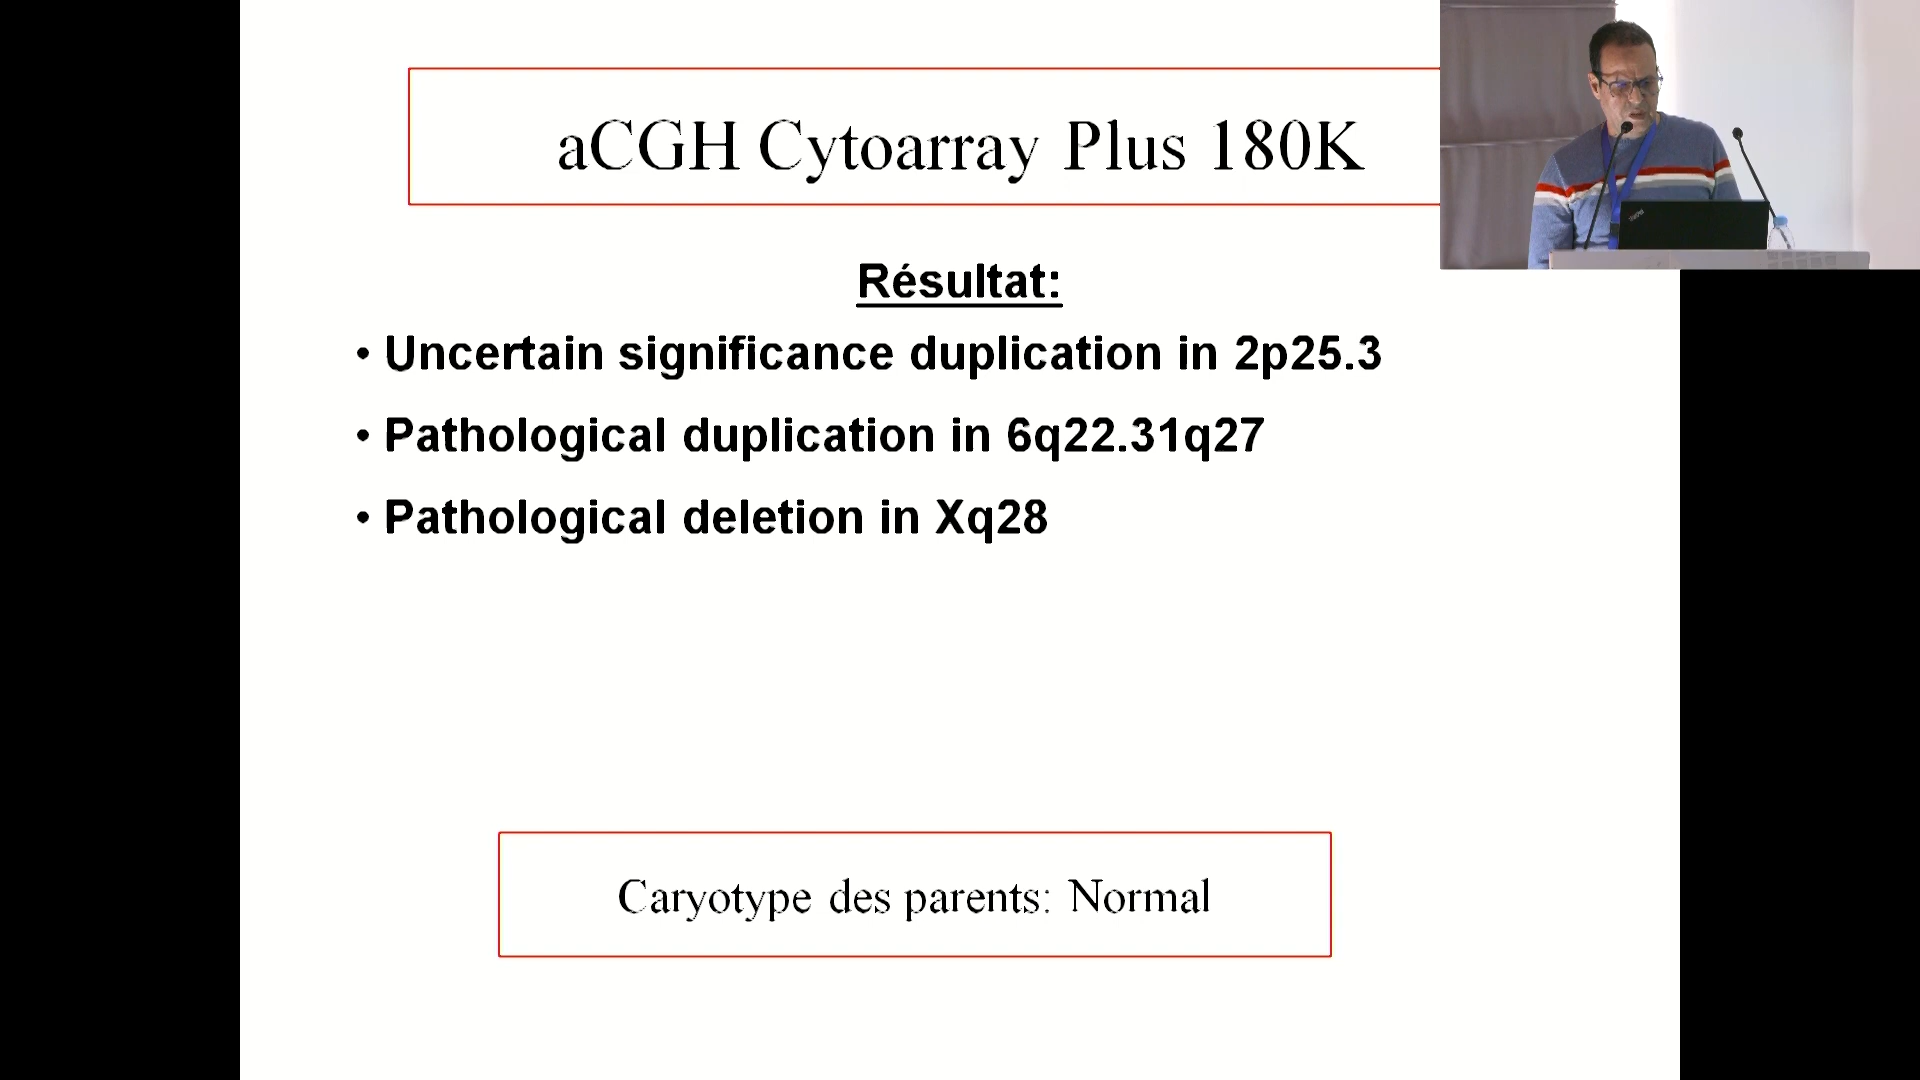 aCGH Cytoarray Plus 180K
Résultat:
• Uncertain significance duplication in 2p25.3
• Pathological duplication in 6q22.31q27
• Pathological deletion in Xq28
Caryotype des parents: Normal